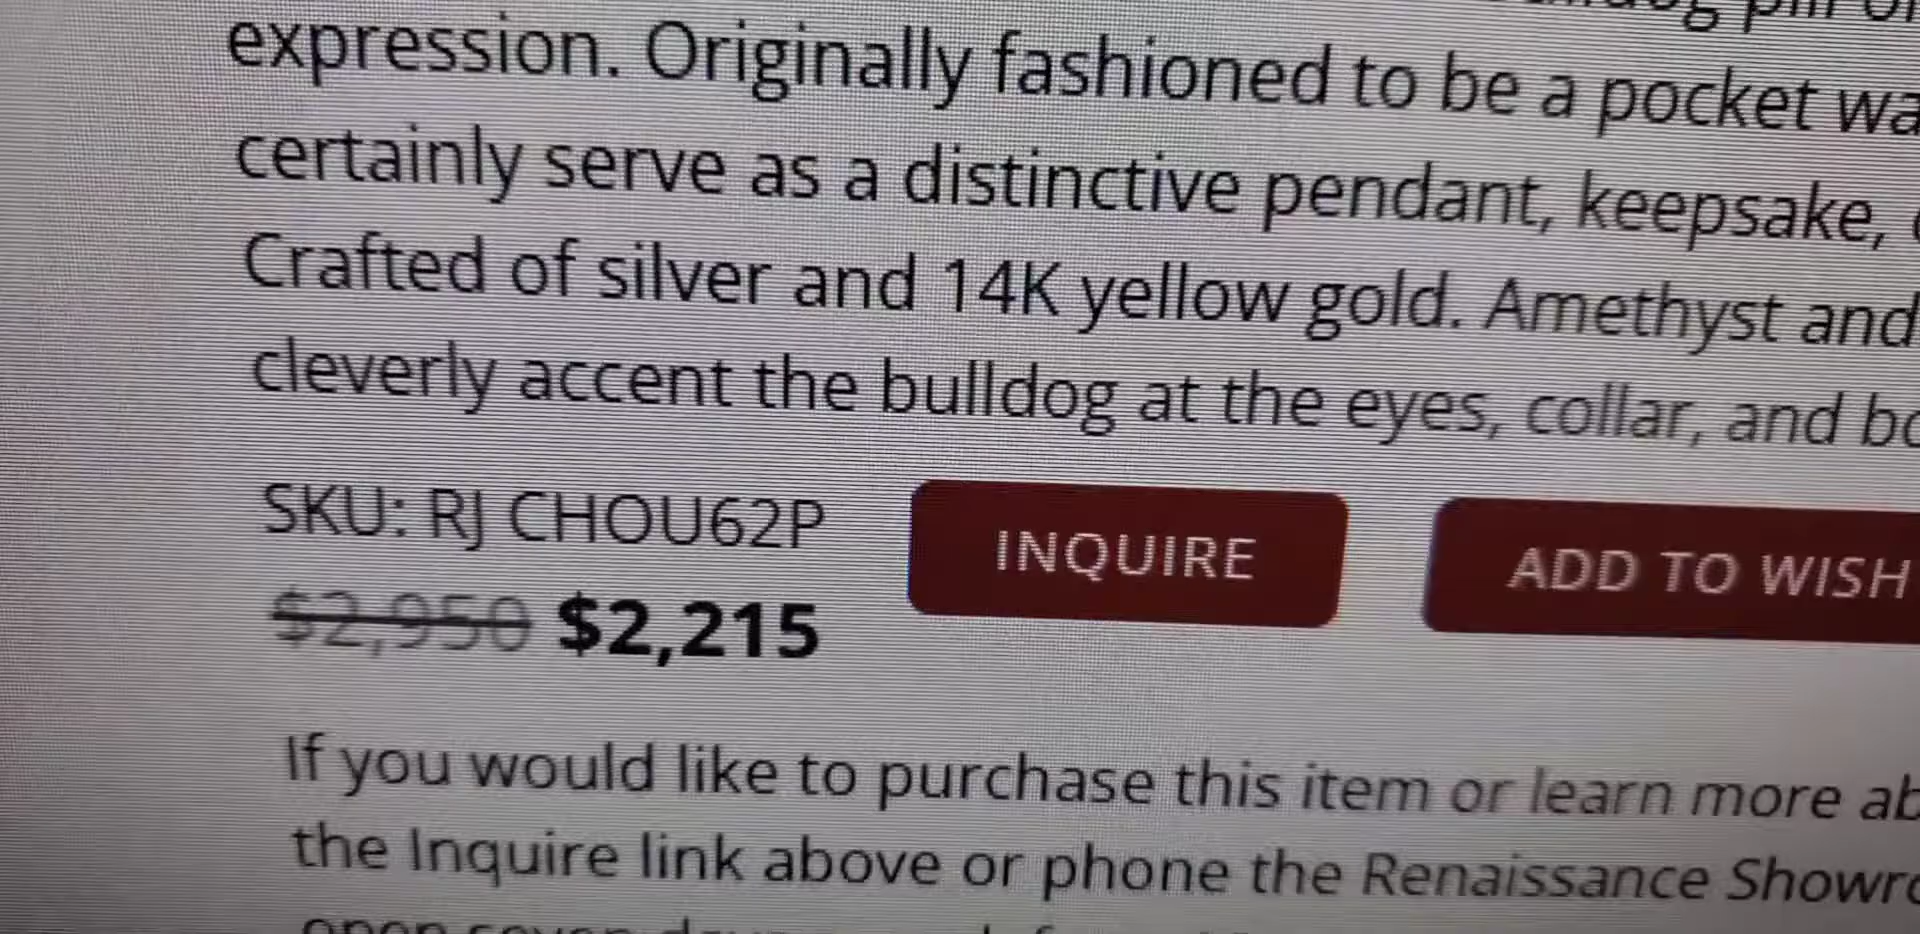 expression. Originally fashioned to be a pocket
certainly serve as a distinctive pendant, keepsake,
Crafted of silver and 14K yellow gold. Amethyst and
cleverly accent the bulldog at the eyes, collar, and
SKU: RJ CHOU62P
INQUIRE
ADD TO WISH
$2,950 $2,215
If you would like to purchase this item or learn more
the Inquire link above or phone the Renaissance